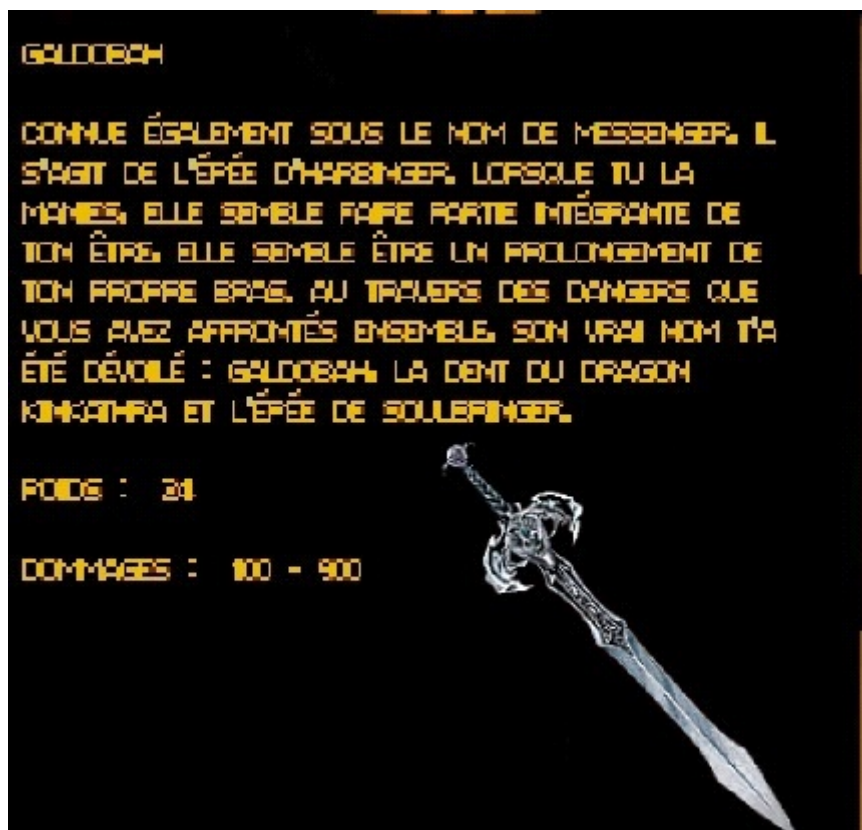 GALDOBAH
CONNUE ÉGALEMENT SOUS LE NOM DE MESSENGER, IL
S'AGIT DE L'ÉPÉE D'HARBINGER. LORSQUE TU LA
MANIES, ELLE SEMBLE FAIRE PARTIE INTÉGRANTE DE
TON ÊTRE. ELLE SEMBLE ÊTRE UN PROLONGEMENT DE
TON PROPRE BRAS. AU TRAVERS DES DANGERS QUE
VOUS AVEZ AFFRONTÉS ENSEMBLE, SON VRAI NOM T'A
ÉTÉ DÉVOILÉ : GALDOBAH, LA DENT DU DRAGON
KINKATHRA ET L'ÉPÉE DE SOULBRINGER.
POIDS :
DOMMAGES : 100 - 900